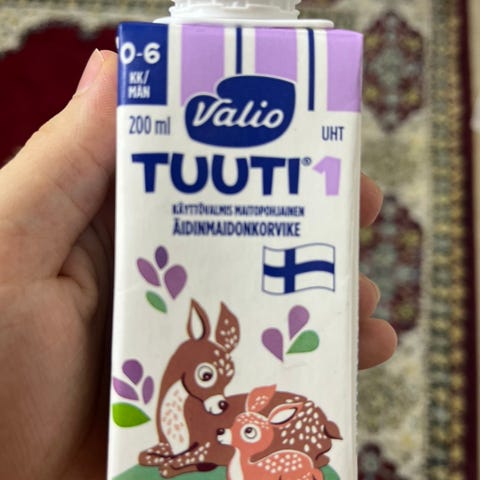 0-6
KK/
MÅN
Valio
200 ml
UHT
TUUTI® 1
KÄYTTÖVALMIS MAITOPOHJAINEN
ÄIDINMAIDONKORVIKE